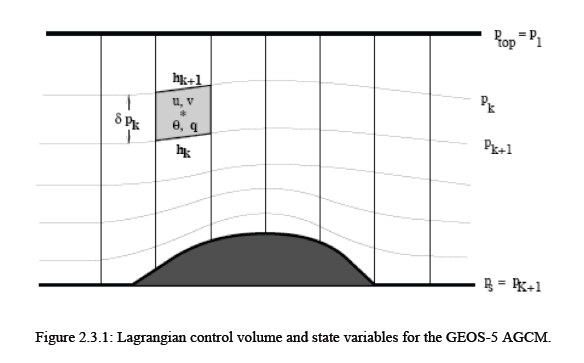 p_top = p_1
h_k+1
u, v
*
θ, q
δ p_k
h_k
p_k
p_k+1
p_s = p_K+1
Figure 2.3.1: Lagrangian control volume and state variables for the GEOS-5 AGCM.